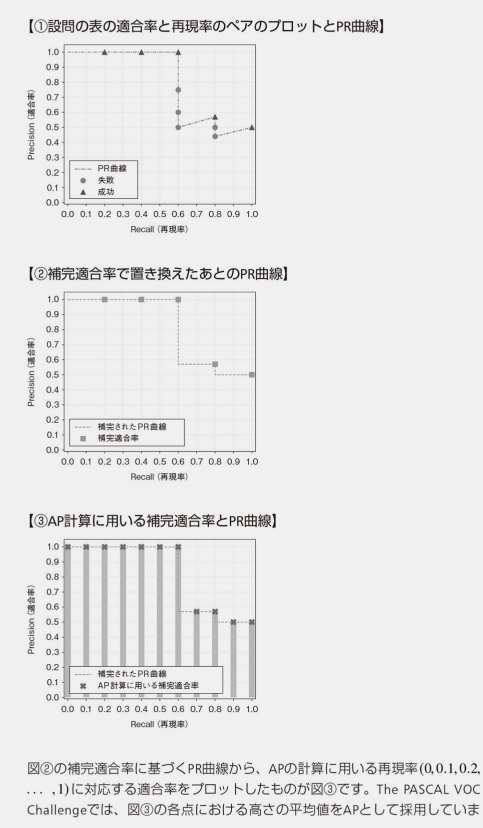 【①設問の表の適合率と再現率のペアのプロットとPR曲線】
1.0
0.9
0.8
0.7
0.6
0.5
0.4
0.3
0.2
0.1
0.0
Precision (適合率)
PR曲線
失敗
成功
0.0 0.1 0.2 0.3 0.4 0.5 0.6 0.7 0.8 0.9 1.0
Recall (再現率)
【②補完適合率で置き換えたあとのPR曲線】
1.0
0.9
0.8
0.7
0.6
0.5
0.4
0.3
0.2
0.1
0.0
Precision (適合率)
補完されたPR曲線
補完適合率
0.0 0.1 0.2 0.3 0.4 0.5 0.6 0.7 0.8 0.9 1.0
Recall (再現率)
【③AP計算に用いる補完適合率とPR曲線】
1.0
0.9
0.8
0.7
0.6
0.5
0.4
0.3
0.2
0.1
0.0
Precision (適合率)
補完されたPR曲線
AP計算に用いる補完適合率
0.0 0.1 0.2 0.3 0.4 0.5 0.6 0.7 0.8 0.9 1.0
Recall (再現率)
図②の補完適合率に基づくPR曲線から、APの計算に用いる再現率(0, 0.1, 0.2,
. . . , 1)に対応する適合率をプロットしたものが図③です。The PASCAL VOC
Challengeでは、図③の各点における高さの平均値をAPとして採用していま